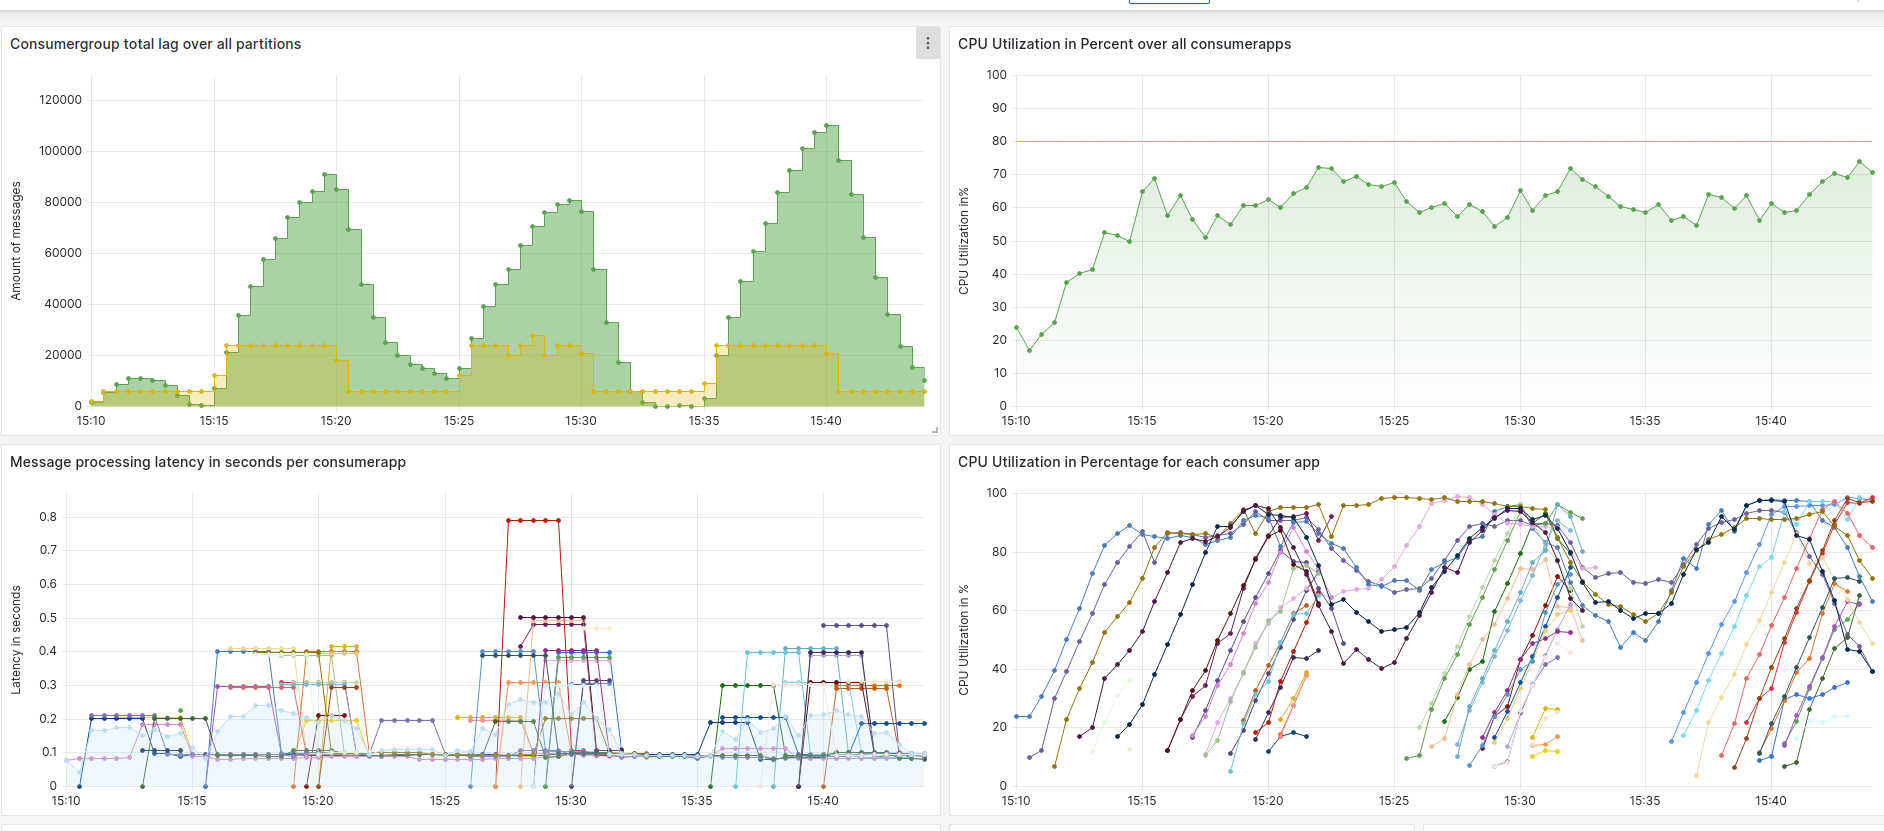 Consumergroup total lag over all partitions
Amount of messages
120000
100000
80000
60000
40000
20000
0
15:10 15:15 15:20 15:25 15:30 15:35 15:40
CPU Utilization in Percent over all consumerapps
CPU Utilization in%
100
90
80
70
60
50
40
30
20
10
0
15:10 15:15 15:20 15:25 15:30 15:35 15:40
Message processing latency in seconds per consumerapp
Latency in seconds
0.8
0.7
0.6
0.5
0.4
0.3
0.2
0.1
0
15:10 15:15 15:20 15:25 15:30 15:35 15:40
CPU Utilization in Percentage for each consumer app
CPU Utilization in %
100
80
60
40
20
0
15:10 15:15 15:20 15:25 15:30 15:35 15:40